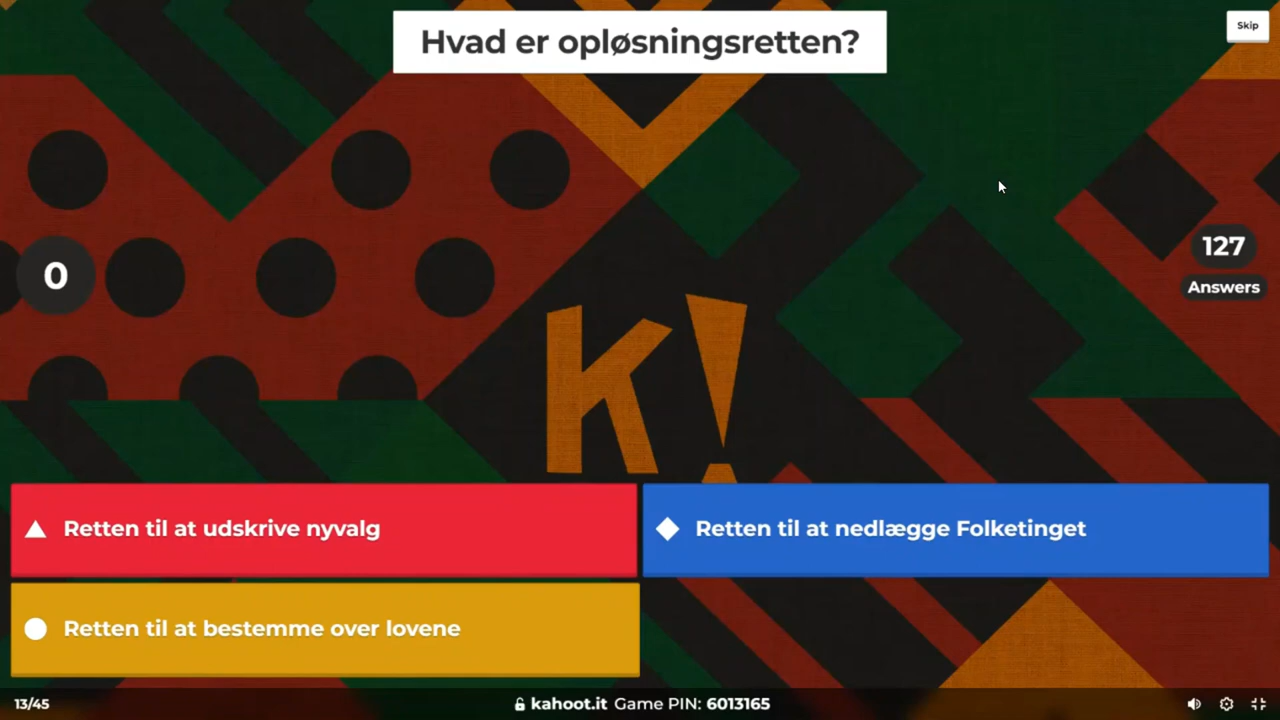 Hvad er opløsningsretten?
Skip
0
127
Answers
K!
Retten til at udskrive nyvalg
Retten til at nedlægge Folketinget
Retten til at bestemme over lovene
13/45
kahoot.it Game PIN: 6013165